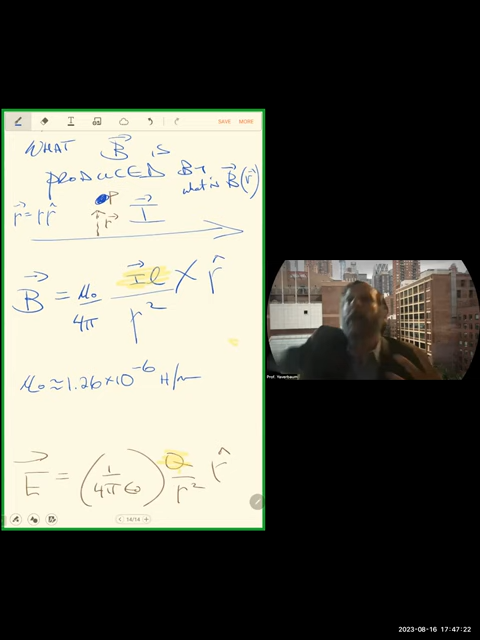 SAVE MORE
WHAT B⃗ IS
PRODUCED BY
what is B⃗(r⃗)
r⃗ = r r̂
P
r⃗
I⃗
B⃗ = μ₀/4π I⃗l/r² × r̂
μ₀ ≈ 1.26×10⁻⁶ H/m
E⃗ = (1/4πϵ₀) Q/r² r̂
14/14
Prof. Yaverbaum
2023-08-16 17:47:22